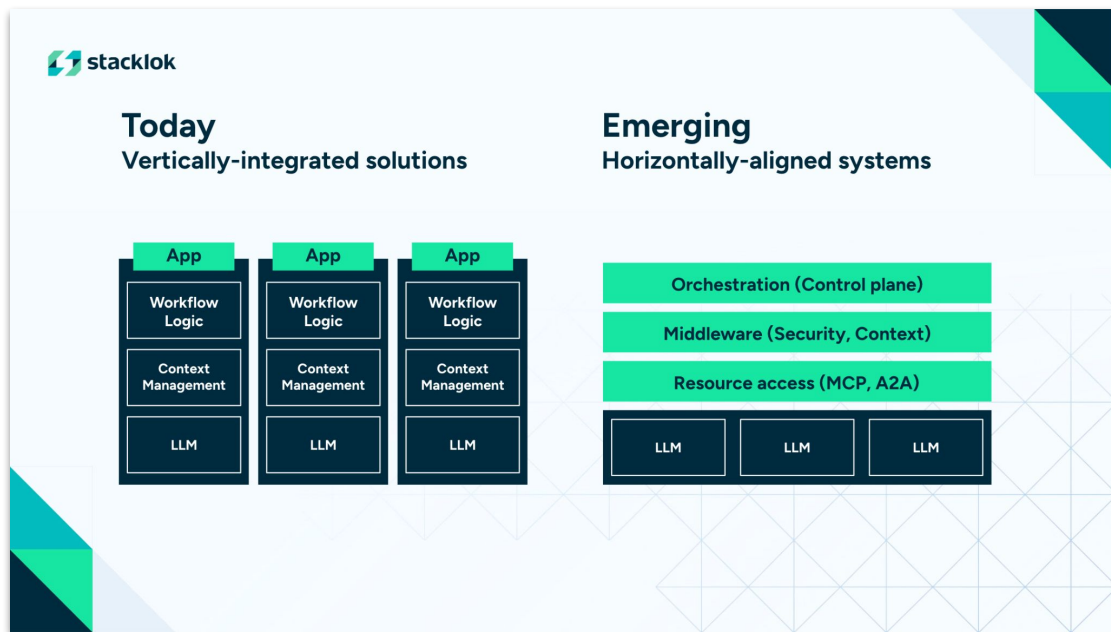 stacklok
Today
Vertically-integrated solutions
App
Workflow
Logic
Context
Management
LLM
App
Workflow
Logic
Context
Management
LLM
App
Workflow
Logic
Context
Management
LLM
Emerging
Horizontally-aligned systems
Orchestration (Control plane)
Middleware (Security, Context)
Resource access (MCP, A2A)
LLM
LLM
LLM